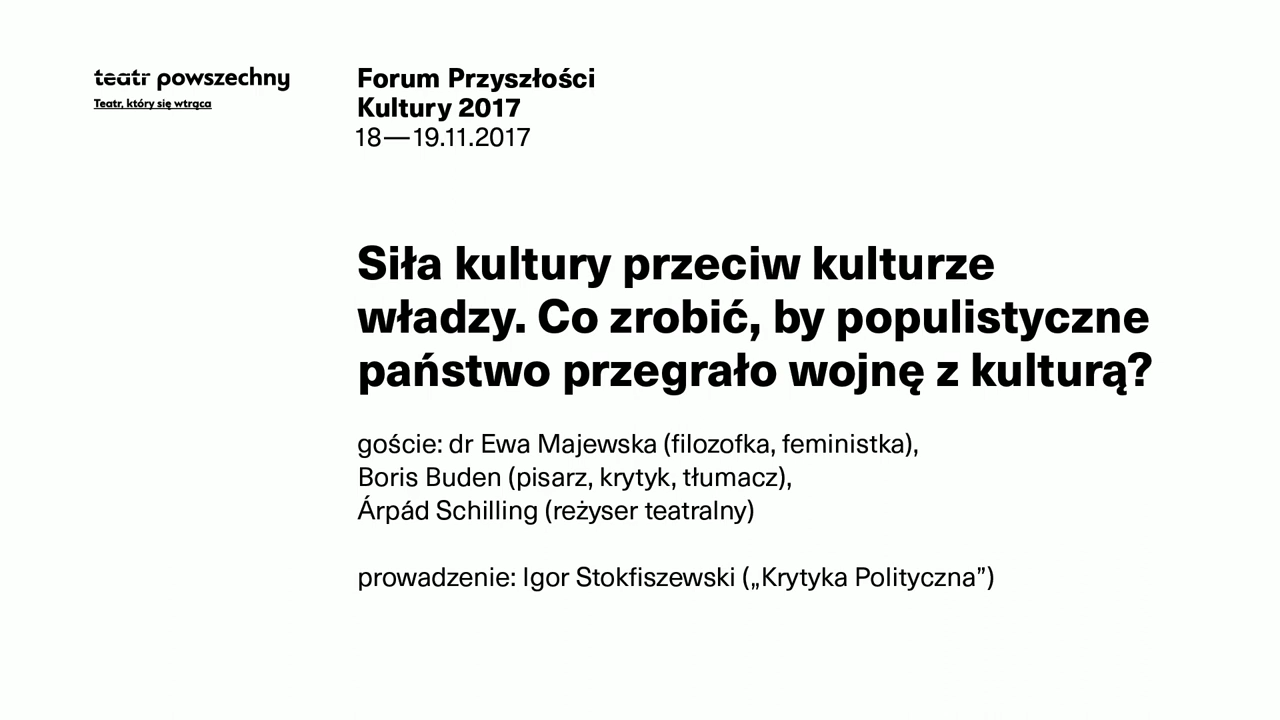 teatr powszechny
Teatr, który się wtrąca
Forum Przyszłości
Kultury 2017
18—19.11.2017
Siła kultury przeciw kulturze
władzy. Co zrobić, by populistyczne
państwo przegrało wojnę z kulturą?
goście: dr Ewa Majewska (filozofka, feministka),
Boris Buden (pisarz, krytyk, tłumacz),
Árpád Schilling (reżyser teatralny)
prowadzenie: Igor Stokfiszewski („Krytyka Polityczna”)